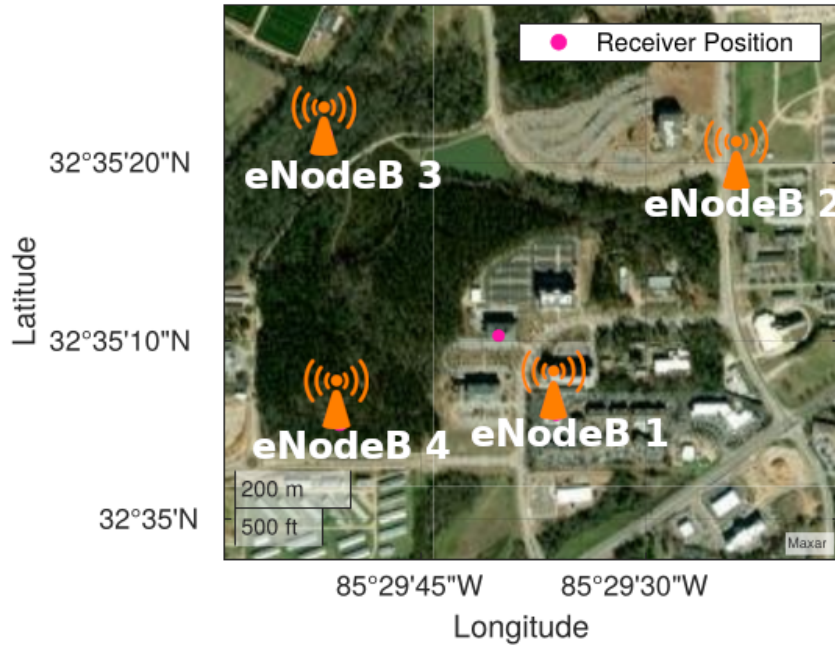 Receiver Position
32°35'20"N
eNodeB 3
eNodeB 2
Latitude
32°35'10"N
eNodeB 4
eNodeB 1
200 m
500 ft
32°35'N
Maxar
85°29'45"W
85°29'30"W
Longitude